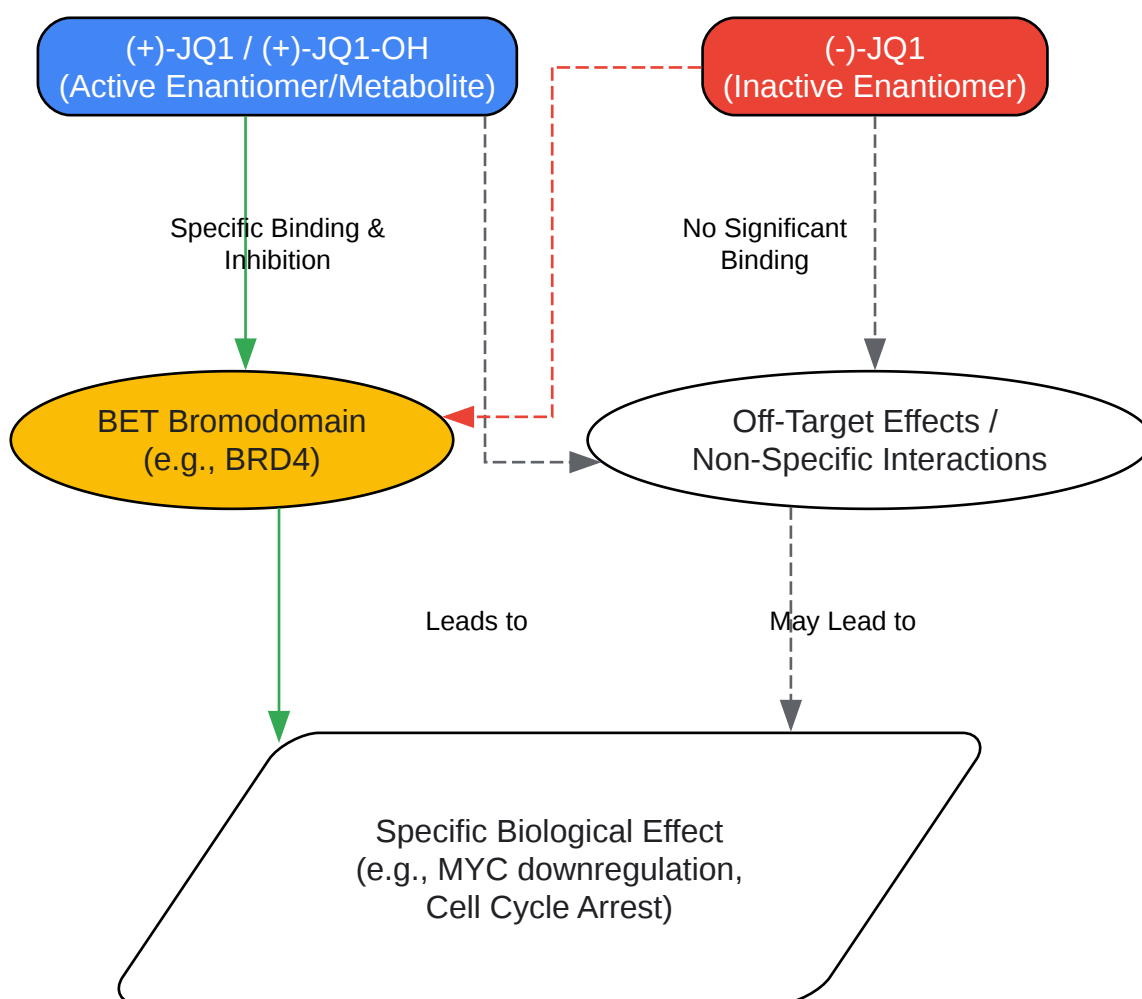 (+)-JQ1 / (+)-JQ1-OH
(Active Enantiomer/Metabolite)
(-)-JQ1
(Inactive Enantiomer)
Specific Binding &
Inhibition
No Significant
Binding
BET Bromodomain
(e.g., BRD4)
Off-Target Effects /
Non-Specific Interactions
Leads to
May Lead to
Specific Biological Effect
(e.g., MYC downregulation,
Cell Cycle Arrest)